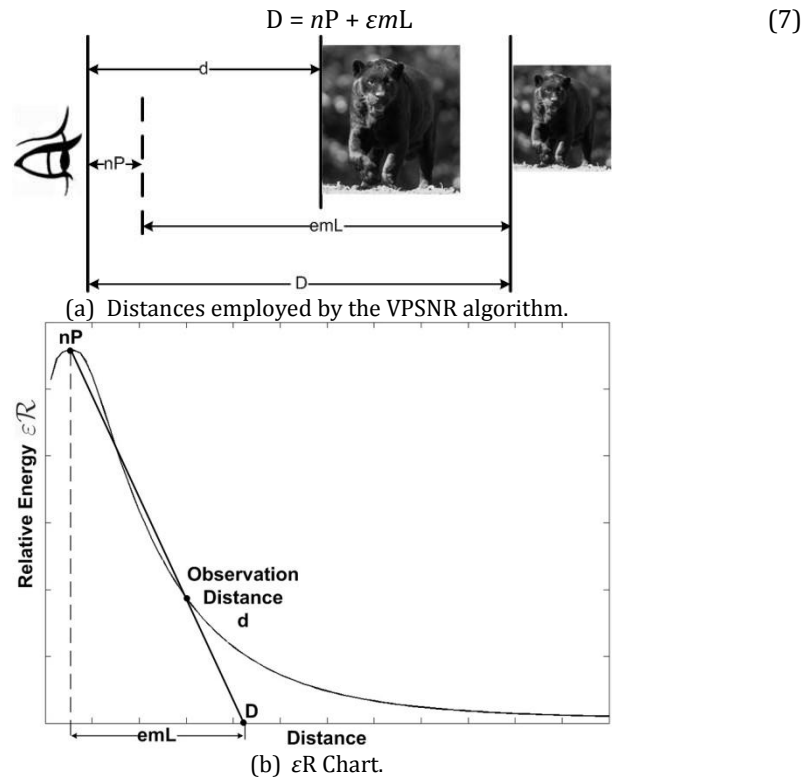 D = nP + εmL (7)
d
nP
emL
D
(a) Distances employed by the VPSNR algorithm.
nP
Relative Energy εR
Observation
Distance
d
D
emL Distance
(b) εR Chart.